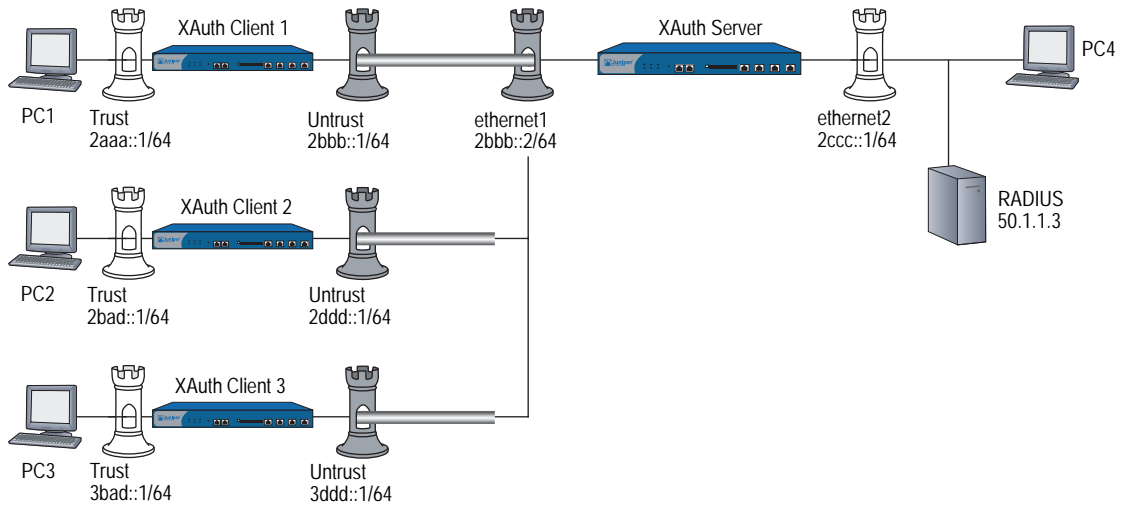 XAuth Client 1
XAuth Server
PC4
PC1
Trust
2aaa::1/64
Untrust
2bbb::1/64
ethernet1
2bbb::2/64
ethernet2
2ccc::1/64
XAuth Client 2
RADIUS
50.1.1.3
PC2
Trust
2bad::1/64
Untrust
2ddd::1/64
XAuth Client 3
PC3
Trust
3bad::1/64
Untrust
3ddd::1/64